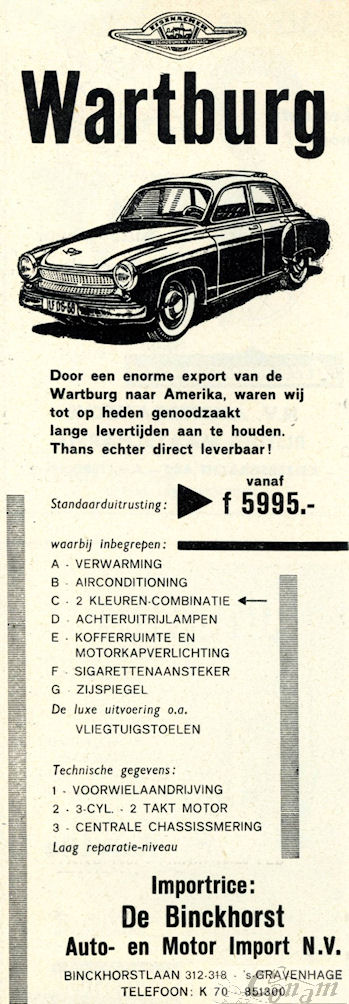 EISENACHER
Wartburg
Door een enorme export van de
Wartburg naar Amerika, waren wij
tot op heden genoodzaakt
lange levertijden aan te houden.
Thans echter direct leverbaar!
vanaf
Standaarduitrusting: f 5995.-
waarbij inbegrepen:
A - VERWARMING
B - AIRCONDITIONING
C - 2 KLEUREN-COMBINATIE
D - ACHTERUITRIJLAMPEN
E - KOFFERRUIMTE EN
MOTORKAPVERLICHTING
F - SIGARETTENAANSTEKER
G - ZIJSPIEGEL
De luxe uitvoering o.a.
VLIEGTUIGSTOELEN
Technische gegevens:
1 - VOORWIELAANDRIJVING
2 - 3-CYL. - 2 TAKT MOTOR
3 - CENTRALE CHASSISSMERING
Laag reparatie-niveau
Importrice:
De Binckhorst
Auto- en Motor Import N.V.
BINCKHORSTLAAN 312-318 - 's-GRAVENHAGE
TELEFOON: K 70 - 851800
Conam